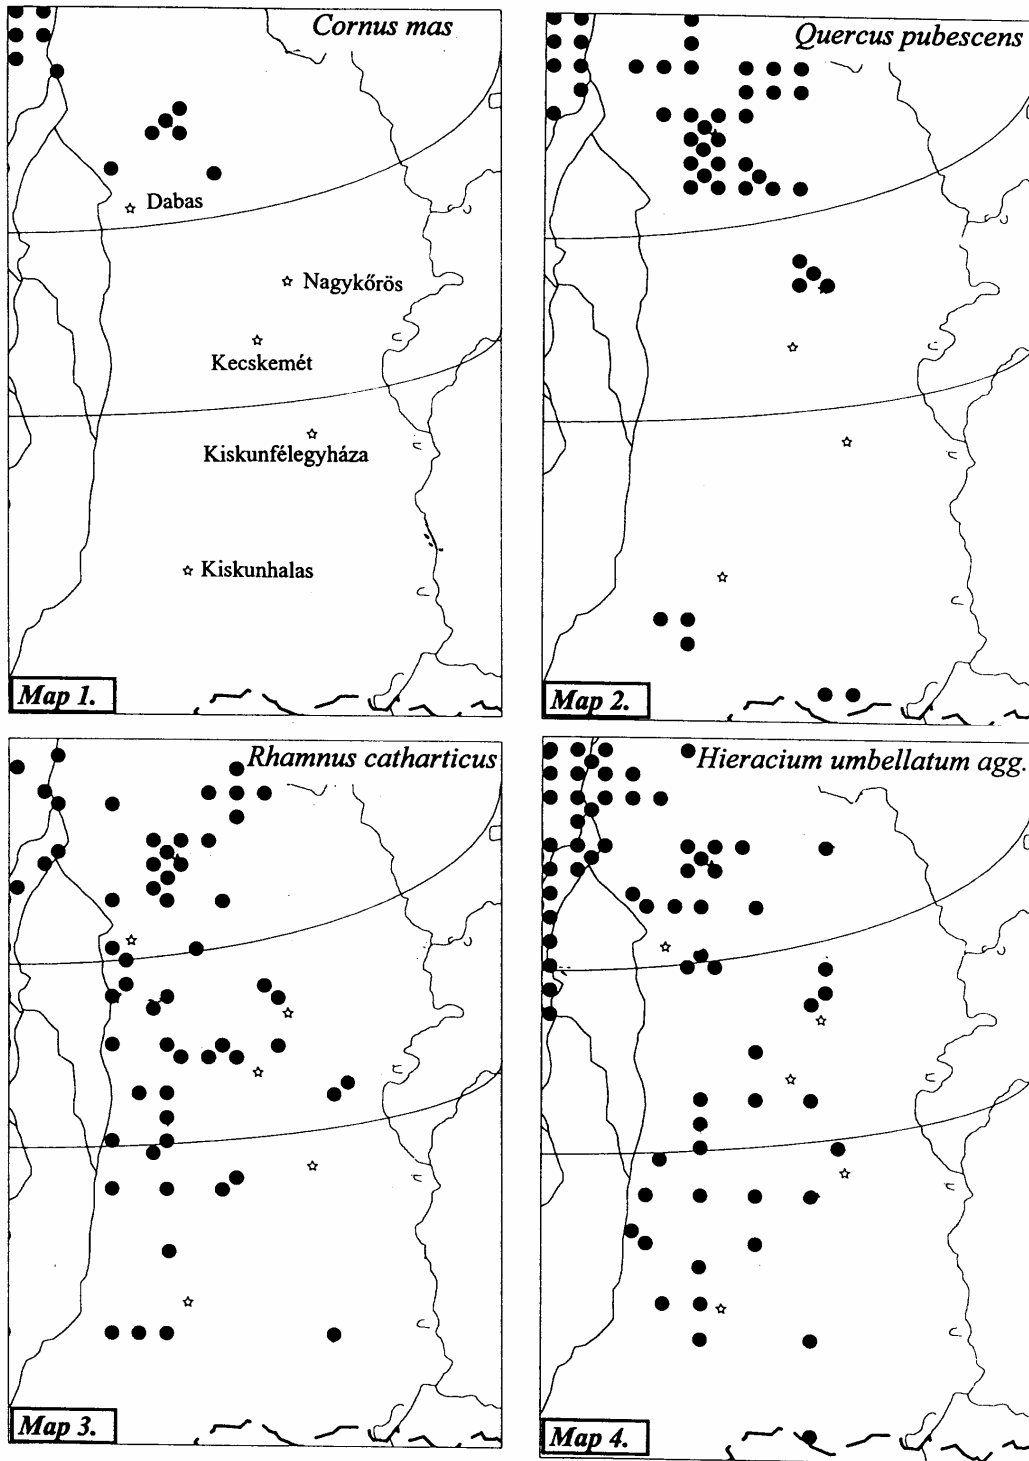 Cornus mas
Dabas
Nagykőrös
Kecskemét
Kiskunfélegyháza
Kiskunhalas
Map 1.
Quercus pubescens
Map 2.
Rhamnus catharticus
Map 3.
Hieracium umbellatum agg.
Map 4.